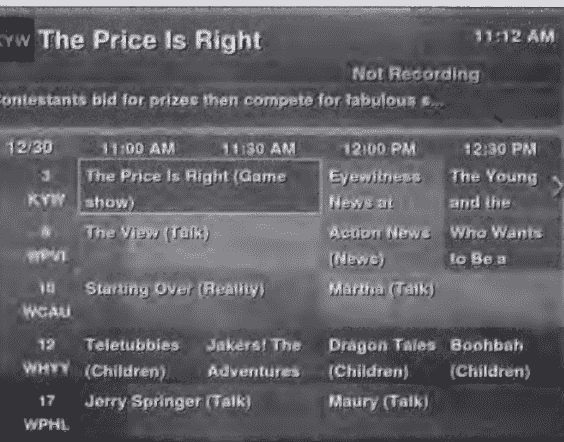 KYW The Price Is Right 11:12 AM
Not Recording
Contestants bid for prizes then compete for fabulous s...
12/30 11:00 AM 11:30 AM 12:00 PM 12:30 PM
3 The Price Is Right (Game Eyewitness The Young
KYW show) News at and the
6 The View (Talk) Action News Who Wants
WPVI (News) to Be a
10 Starting Over (Reality) Martha (Talk)
WCAU
12 Teletubbies Jakers! The Dragon Tales Boohbah
WHYY (Children) Adventures (Children) (Children)
17 Jerry Springer (Talk) Maury (Talk)
WPHL